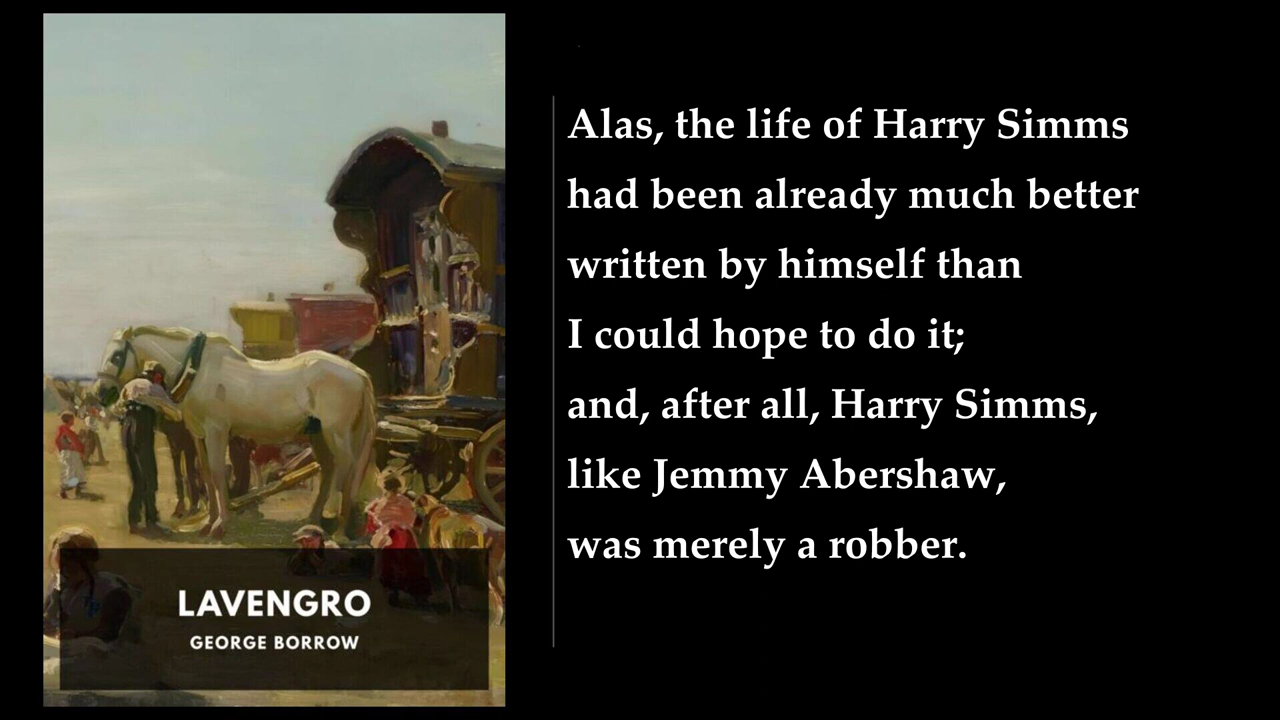 Alas, the life of Harry Simms
had been already much better
written by himself than
I could hope to do it;
and, after all, Harry Simms,
like Jemmy Abershaw,
was merely a robber.
LAVENGRO
GEORGE BORROW